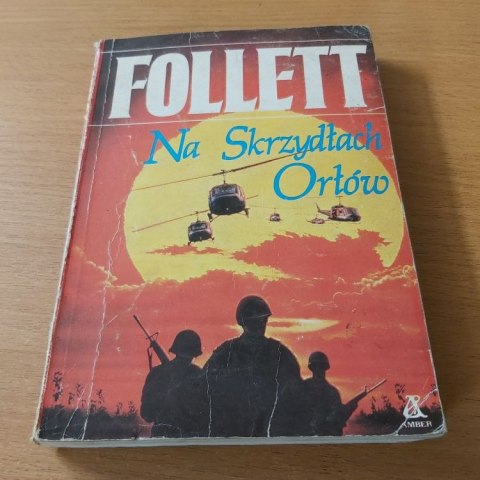 FOLLETT
Na Skrzydłach
Orłów
AMBER